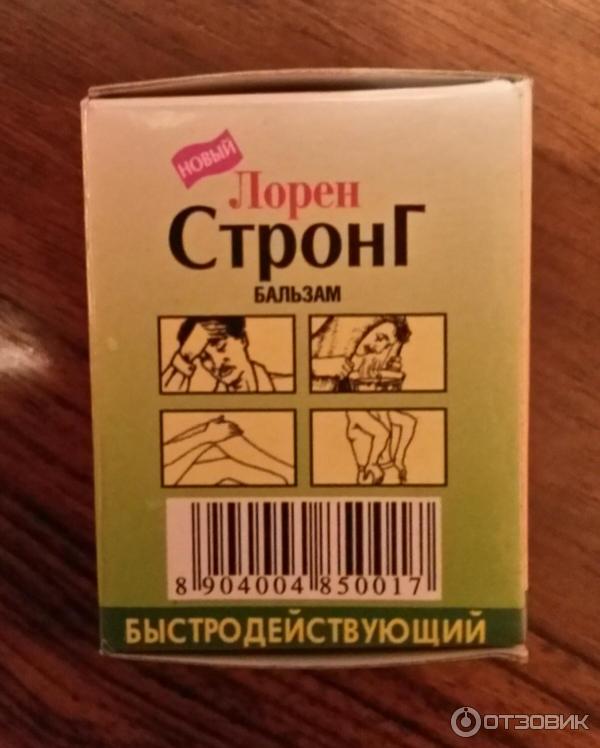 НОВЫЙ
Лорен
СтронГ
БАЛЬЗАМ
8 904004 850017
БЫСТРОДЕЙСТВУЮЩИЙ
ОТЗОВИК